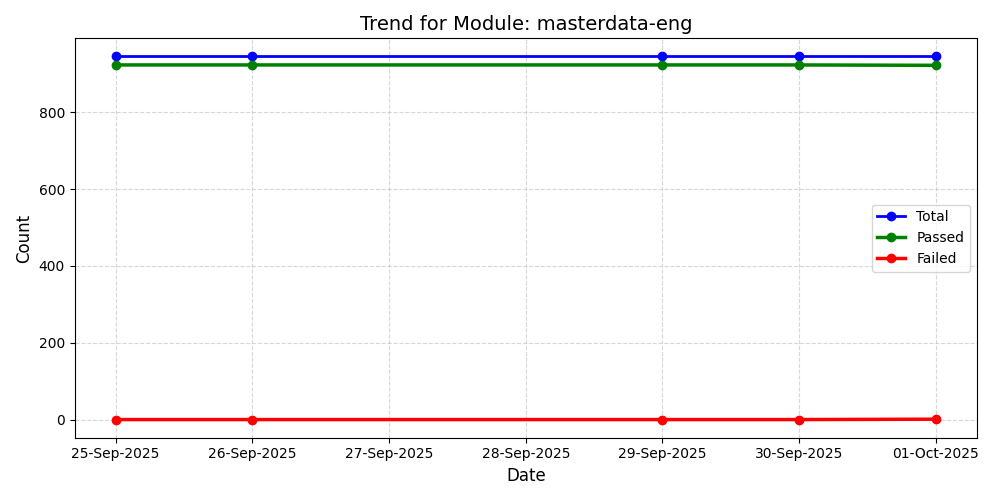 Trend for Module: masterdata-eng
Count
800
600
400
200
0
Total
Passed
Failed
25-Sep-2025 26-Sep-2025 27-Sep-2025 28-Sep-2025 29-Sep-2025 30-Sep-2025 01-Oct-2025
Date